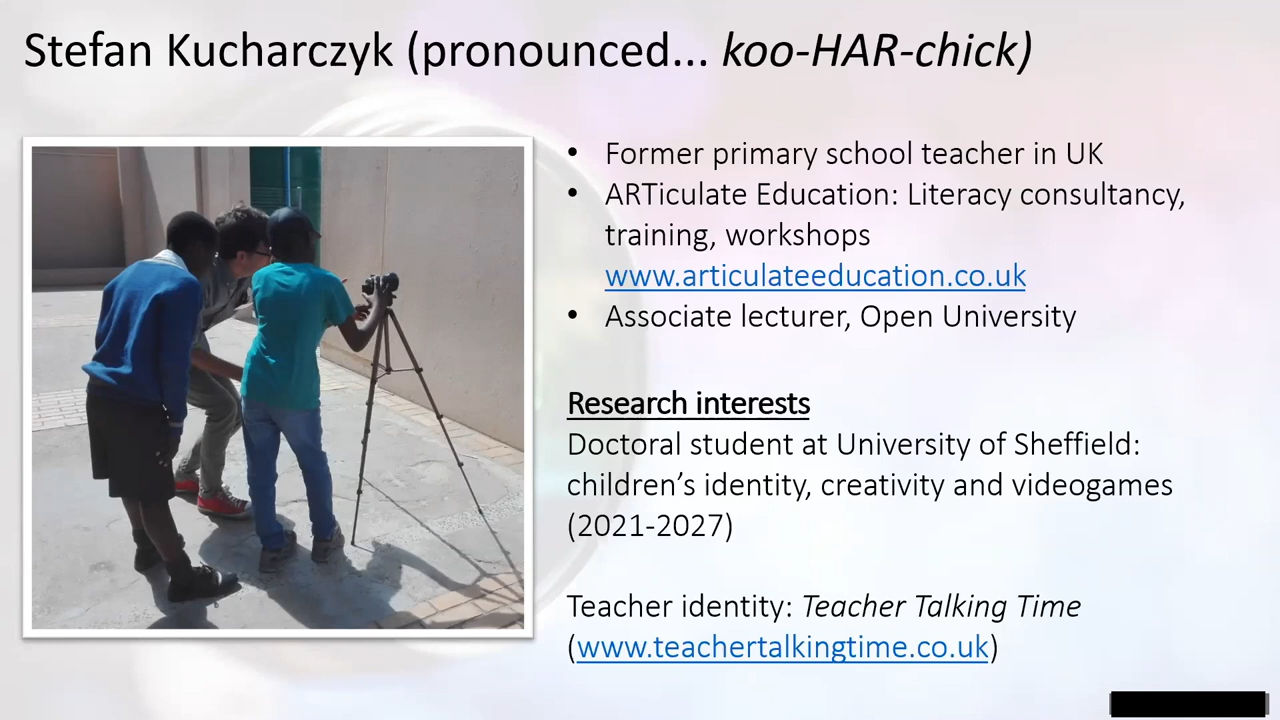 Stefan Kucharczyk (pronounced... koo-HAR-chick)
• Former primary school teacher in UK
• ARTiculate Education: Literacy consultancy,
training, workshops
www.articulateeducation.co.uk
• Associate lecturer, Open University
Research interests
Doctoral student at University of Sheffield:
children’s identity, creativity and videogames
(2021-2027)
Teacher identity: Teacher Talking Time
(www.teachertalkingtime.co.uk)